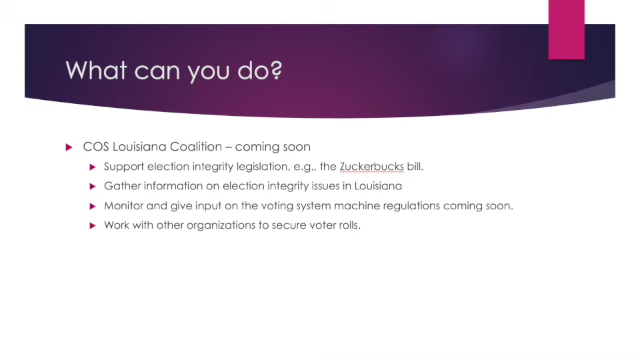 What can you do?
COS Louisiana Coalition – coming soon
Support election integrity legislation, e.g., the Zuckerbucks bill.
Gather information on election integrity issues in Louisiana
Monitor and give input on the voting system machine regulations coming soon.
Work with other organizations to secure voter rolls.